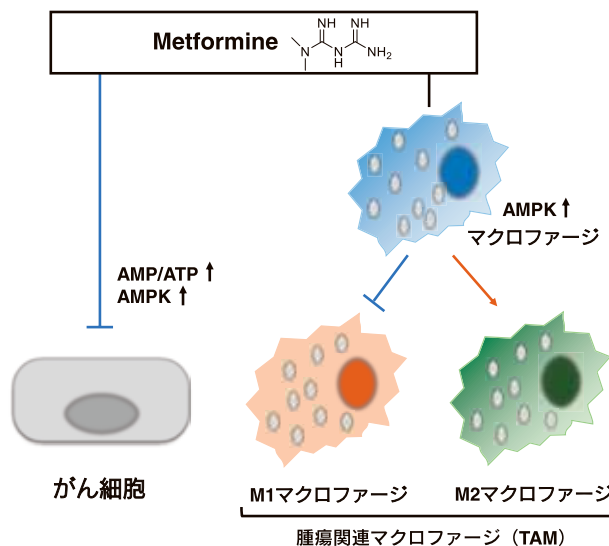 Metformine
NH NH
N N NH2
H
AMPK↑
マクロファージ
AMP/ATP↑
AMPK↑
がん細胞
M1マクロファージ
M2マクロファージ
腫瘍関連マクロファージ（TAM）